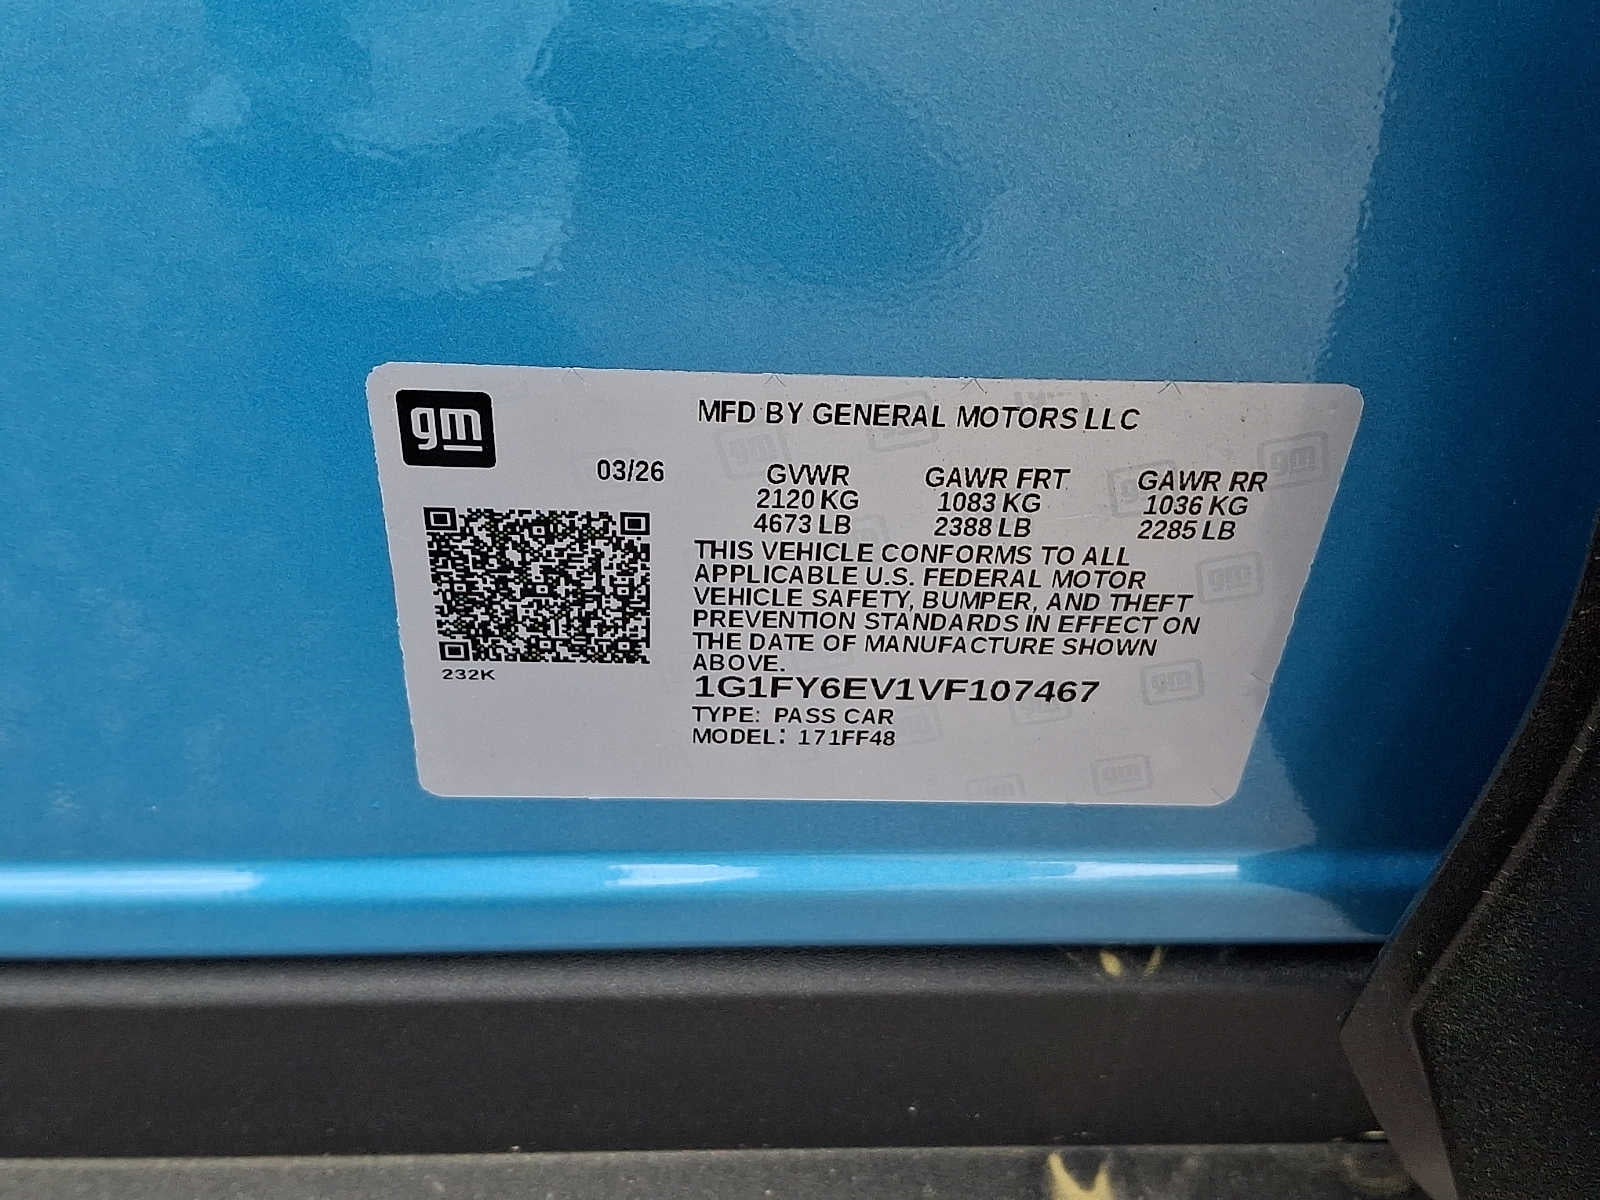 gm
MFD BY GENERAL MOTORS LLC
03/26
GVWR GAWR FRT GAWR RR
2120 KG 1083 KG 1036 KG
4673 LB 2388 LB 2285 LB
THIS VEHICLE CONFORMS TO ALL
APPLICABLE U.S. FEDERAL MOTOR
VEHICLE SAFETY, BUMPER, AND THEFT
PREVENTION STANDARDS IN EFFECT ON
THE DATE OF MANUFACTURE SHOWN
ABOVE.
232K
1G1FY6EV1VF107467
TYPE: PASS CAR
MODEL: 171FF48